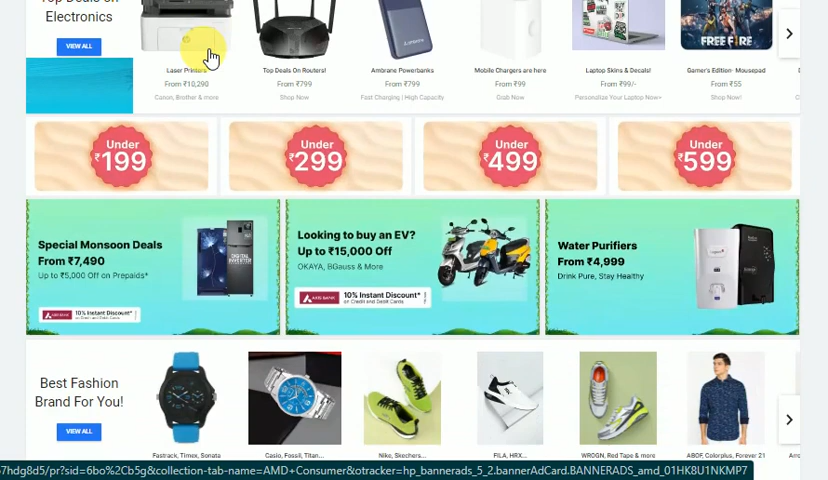 Top Deals on
Electronics
VIEW ALL
FREE FIRE
Laser Printers
Top Deals On Routers!
Ambrane Powerbanks
Mobile Chargers are here
Laptop Skins & Decals!
Gamer's Edition- Mousepad
From ₹10,290
From ₹799
From ₹799
From ₹99
From ₹99/-
From ₹55
Canon, Brother & more
Shop Now
Fast Charging | High Capacity
Grab Now
Personalize Your Laptop Now+
Shop Now!
Under
₹199
Under
₹299
Under
₹499
Under
₹599
Special Monsoon Deals
From ₹7,490
Up to ₹5,000 Off on Prepaids*
DIGITAL
INVERTER
AXIS BANK
10% Instant Discount*
Looking to buy an EV?
Up to ₹15,000 Off
OKAYA, BGauss & More
AXIS BANK
10% Instant Discount*
on Credit and Debit Cards
Water Purifiers
From ₹4,999
Drink Pure, Stay Healthy
Best Fashion
Brand For You!
VIEW ALL
Fastrack, Timex, Sonata
Casio, Fossil, Titan...
Nike, Skechers...
FILA, HRX...
WROGN, Red Tape & more
ABOF, Colorplus, Forever 21
Arro
7hdg8d5/pr?sid=6bo%2Cb5g&collection-tab-name=AMD+Consumer&otracker=hp_bannerads_5_2.bannerAdCard.BANNERADS_amd_01HK8U1NKMP7